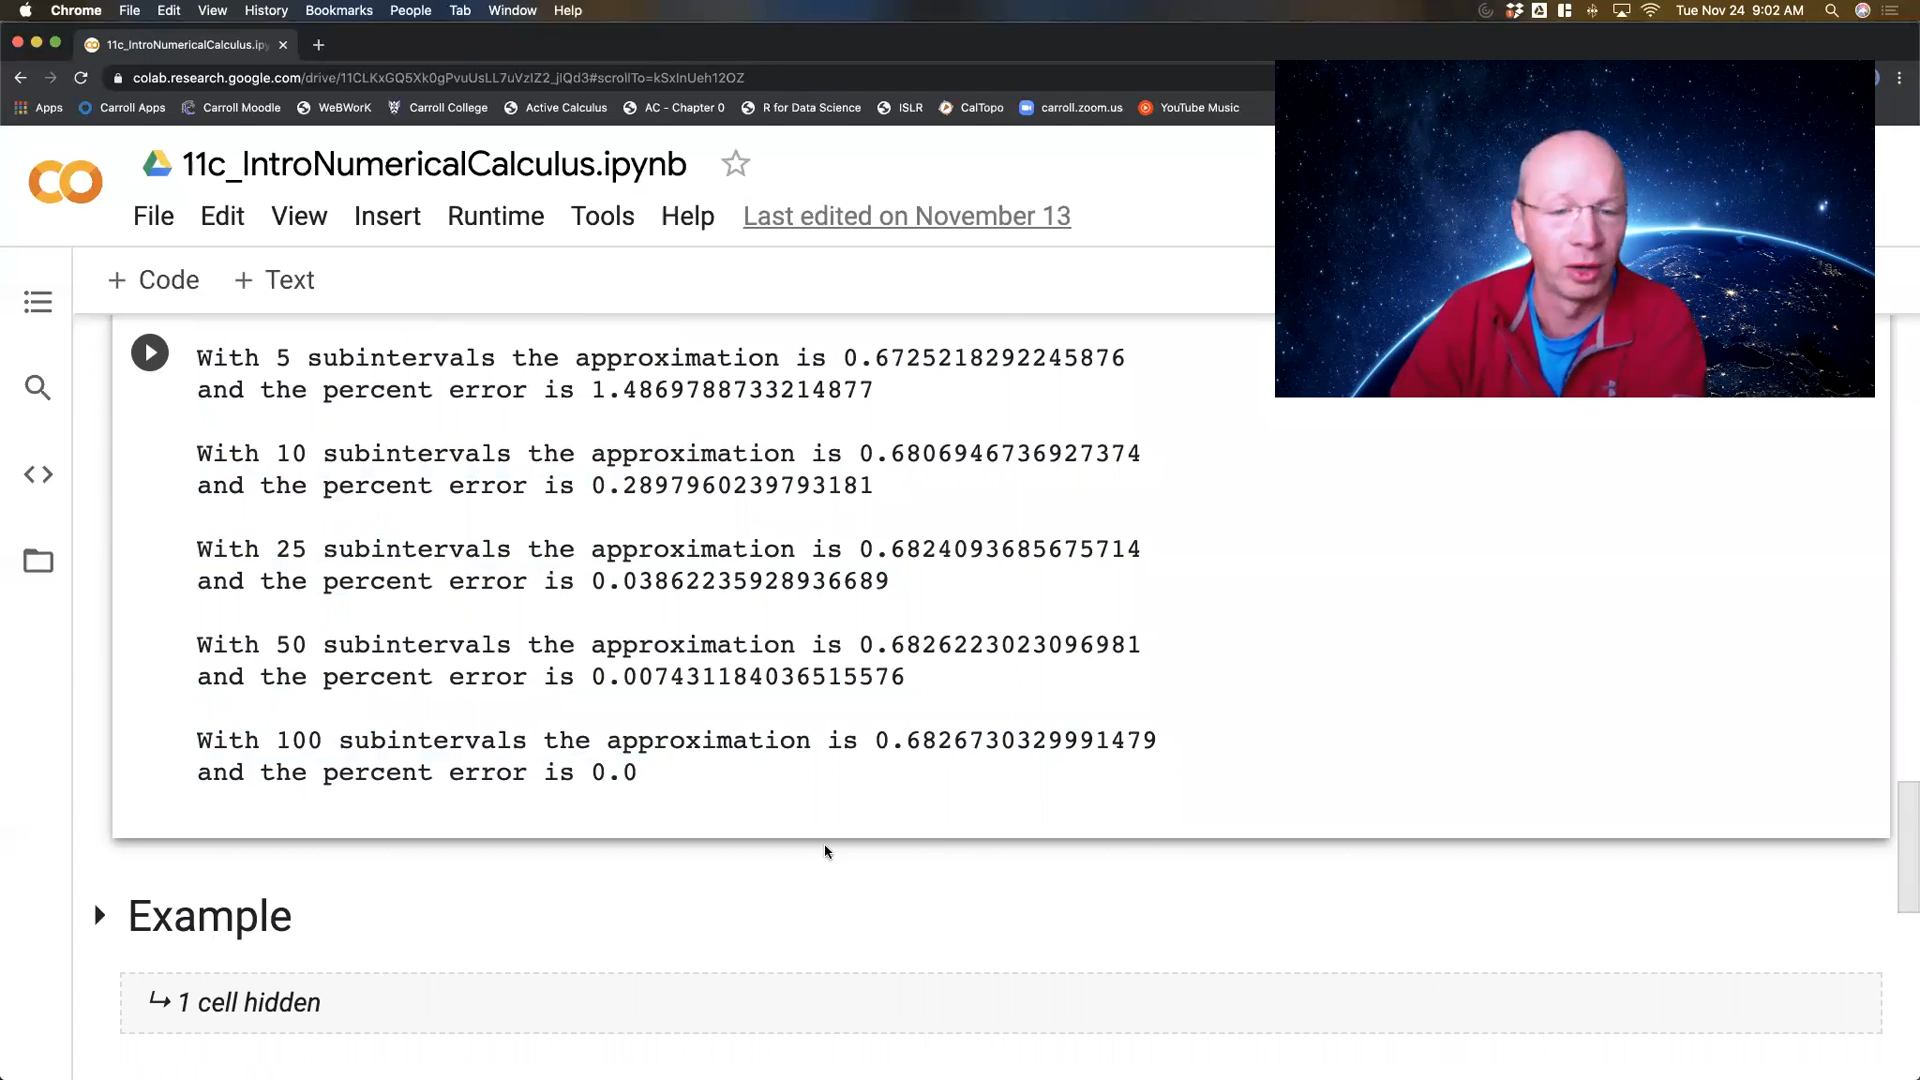 Chrome File Edit View History Bookmarks People Tab Window Help Tue Nov 24 9:02 AM
11c_IntroNumericalCalculus.ipy
colab.research.google.com/drive/11CLKxGQ5Xk0gPvuUsLL7uVzIZ2_jlQd3#scrollTo=kSxlnUeh12OZ
Apps Carroll Apps Carroll Moodle WeBWorK Carroll College Active Calculus AC - Chapter 0 R for Data Science ISLR CalTopo carroll.zoom.us YouTube Music
11c_IntroNumericalCalculus.ipynb
File Edit View Insert Runtime Tools Help Last edited on November 13
+ Code + Text
With 5 subintervals the approximation is 0.6725218292245876
and the percent error is 1.4869788733214877
With 10 subintervals the approximation is 0.6806946736927374
and the percent error is 0.2897960239793181
With 25 subintervals the approximation is 0.6824093685675714
and the percent error is 0.03862235928936689
With 50 subintervals the approximation is 0.6826223023096981
and the percent error is 0.007431184036515576
With 100 subintervals the approximation is 0.6826730329991479
and the percent error is 0.0
Example
1 cell hidden